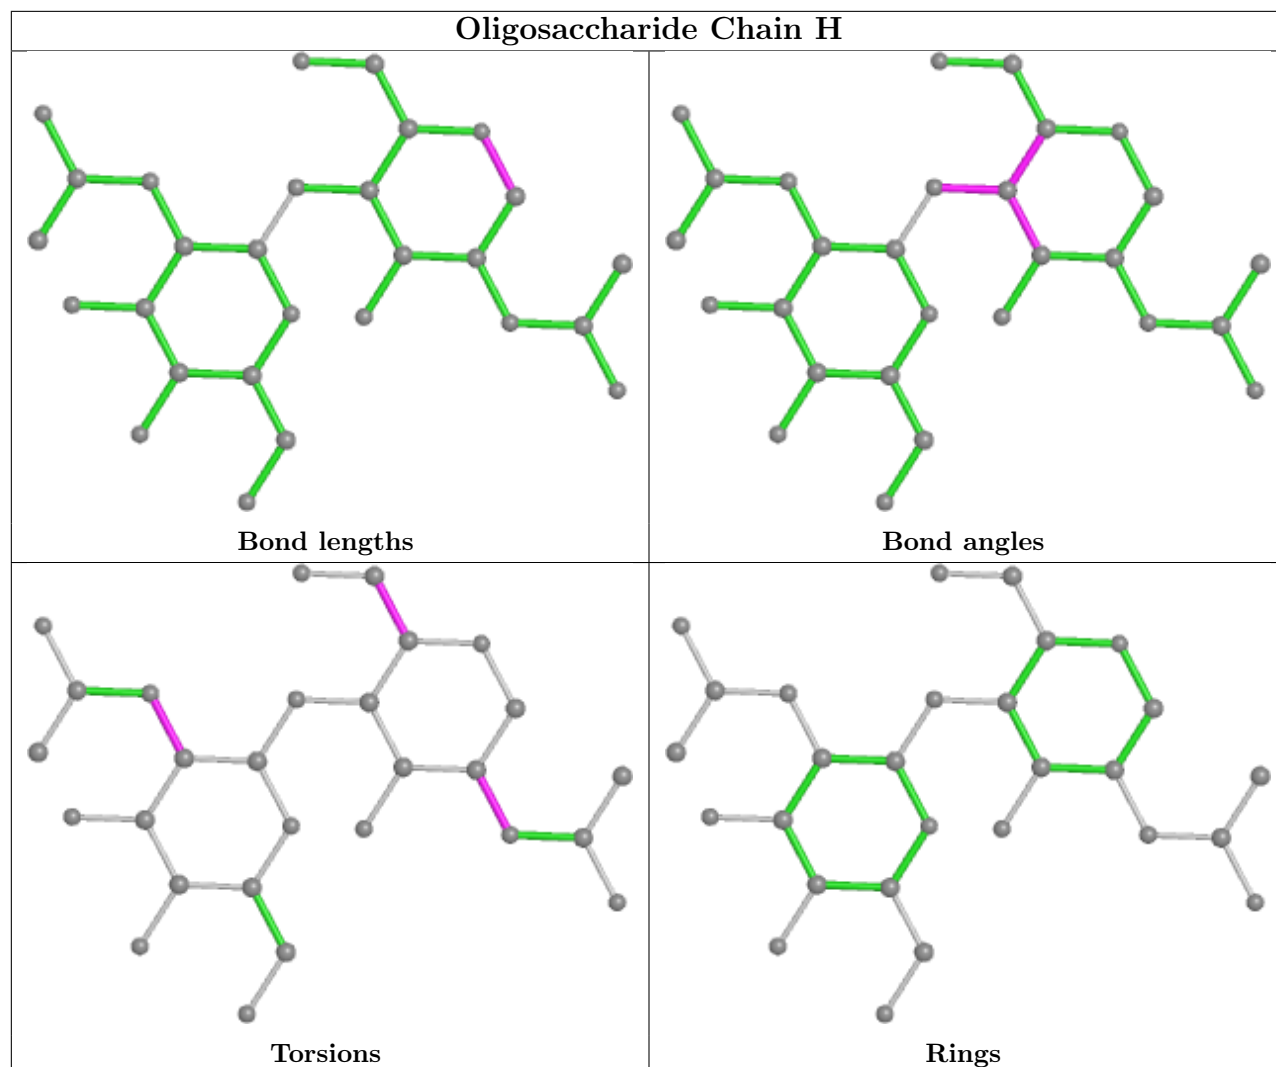 Oligosaccharide Chain H
Bond lengths
Bond angles
Torsions
Rings